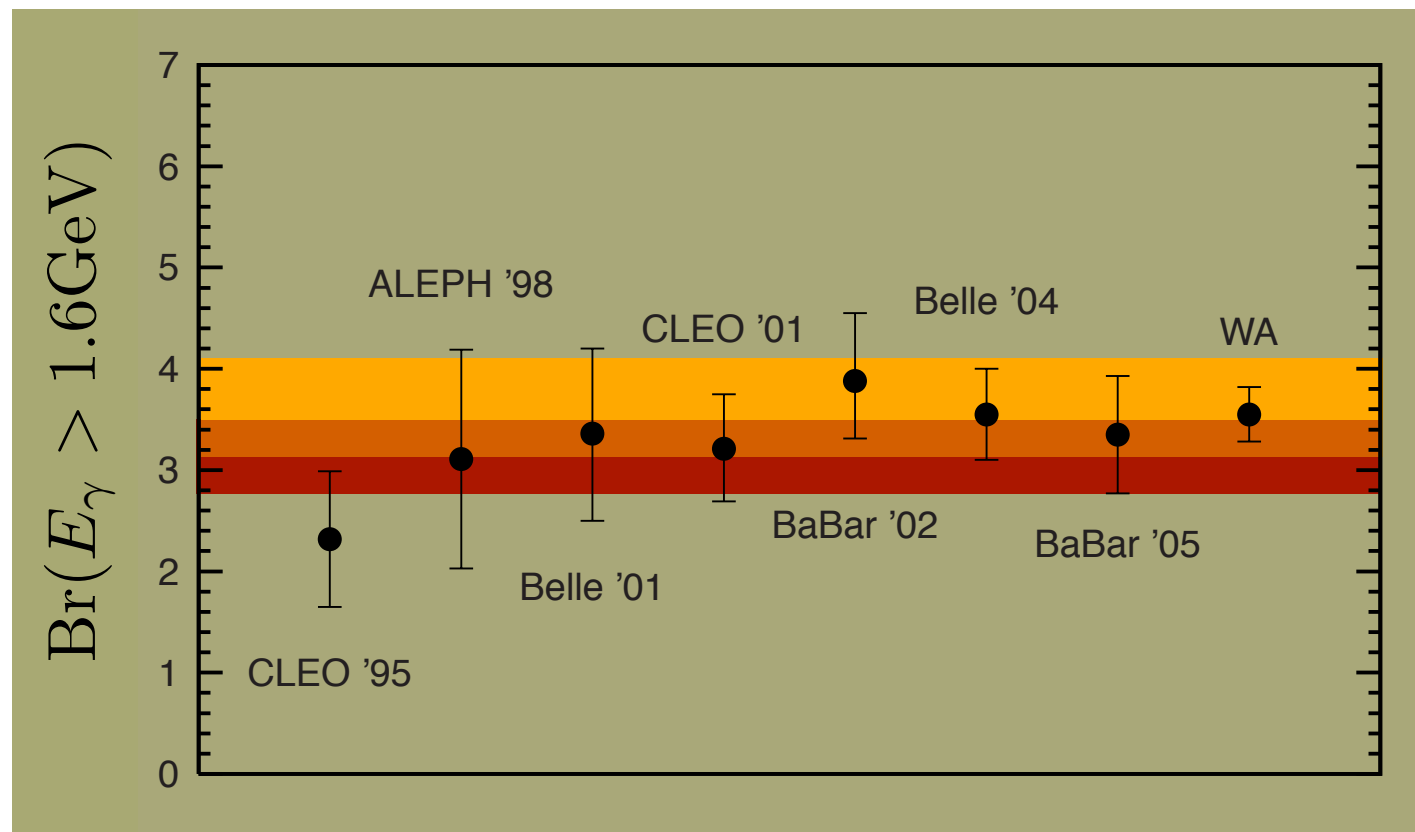 Br(E_γ > 1.6GeV)
7
6
5
4
3
2
1
0
ALEPH ’98
Belle ’04
CLEO ’01
WA
BaBar ’02
BaBar ’05
Belle ’01
CLEO ’95